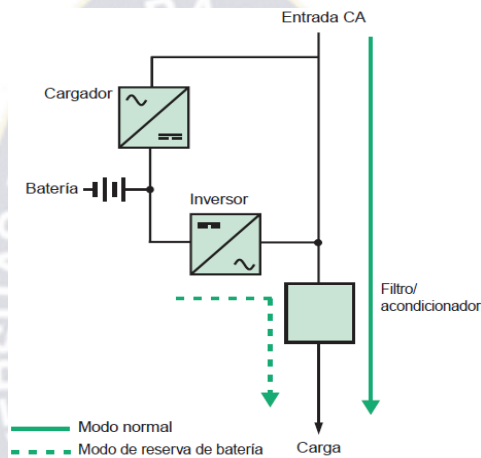 Entrada CA
Cargador
Batería
Inversor
Filtro/
acondicionador
Modo normal
Modo de reserva de batería
Carga